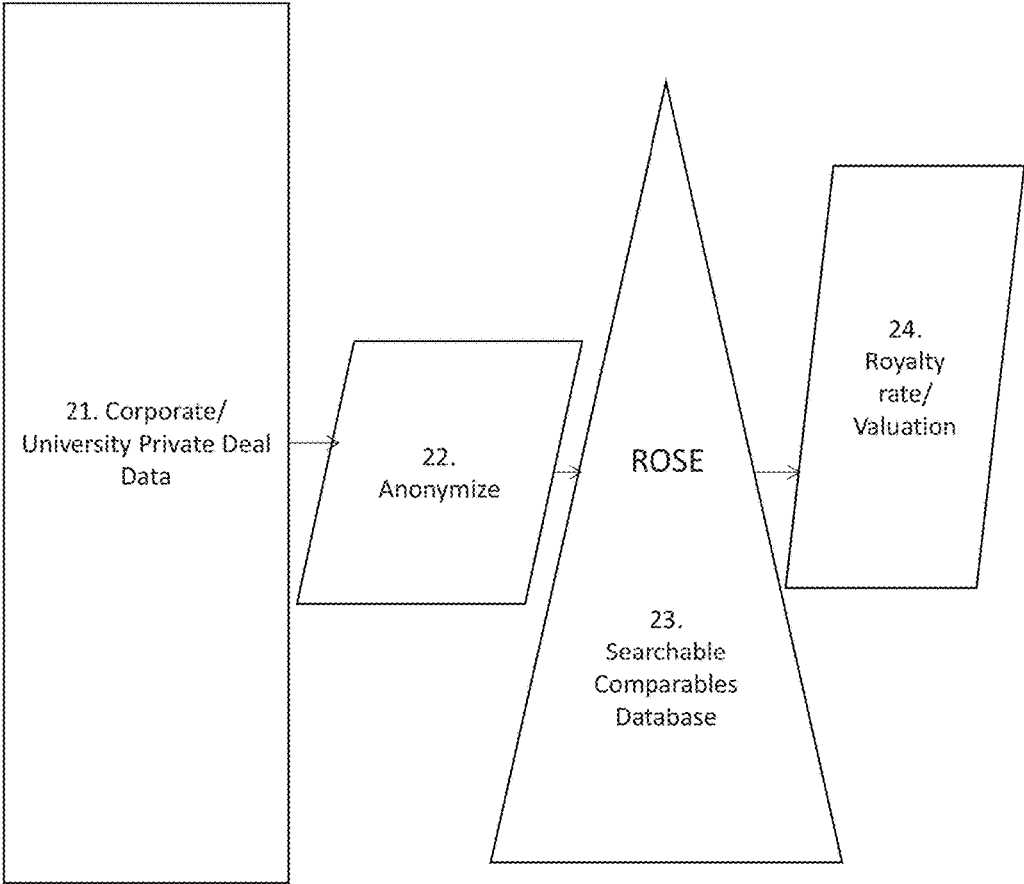 21. Corporate/
University Private Deal
Data
22.
Anonymize
ROSE
23.
Searchable
Comparables
Database
24.
Royalty
rate/
Valuation